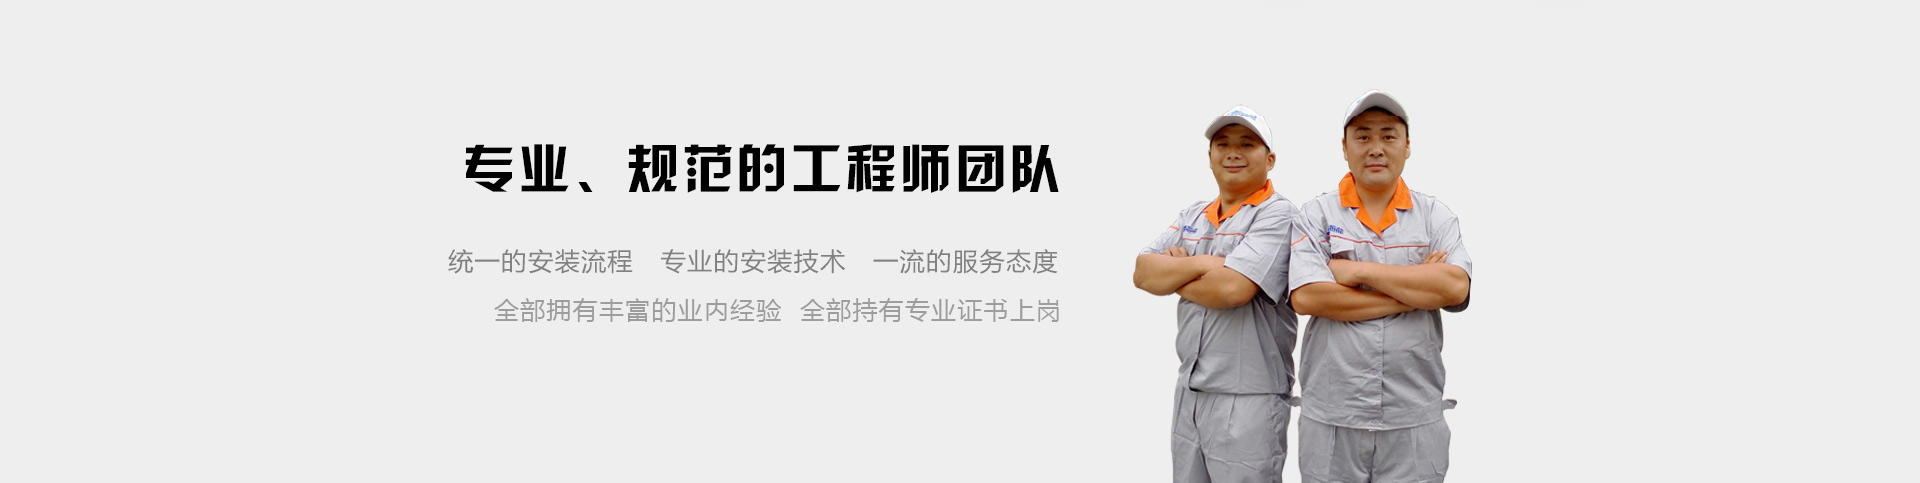 专业、规范的工程师团队
统一的安装流程 专业的安装技术 一流的服务态度
全部拥有丰富的业内经验 全部持有专业证书上岗